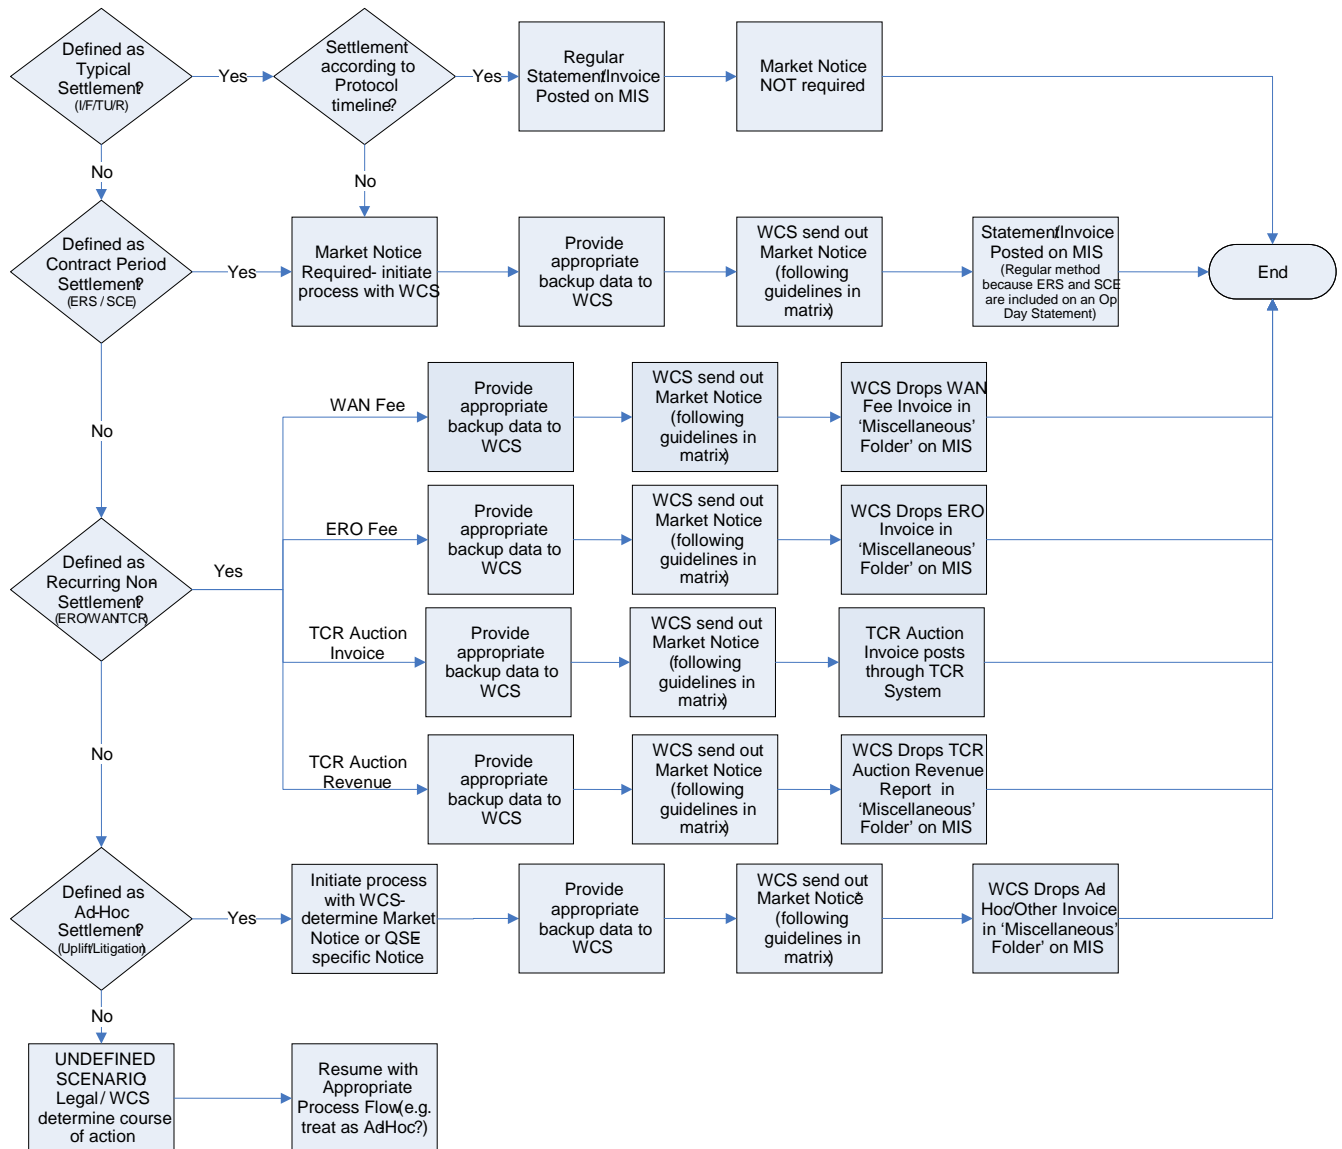 Defined as
Typical
Settlement?
(I/F/TU/R)
Yes
Settlement
according to
Protocol
timeline?
Yes
Regular
Statement/Invoice
Posted on MIS
Market Notice
NOT required
No
No
Defined as
Contract Period
Settlement?
(ERS / SCE)
Yes
Market Notice
Required- initiate
process with WCS
Provide
appropriate
backup data to
WCS
WCS send out
Market Notice
(following
guidelines in
matrix)
Statement/Invoice
Posted on MIS
(Regular method
because ERS and SCE
are included on an Op
Day Statement)
End
No
WAN Fee
Provide
appropriate
backup data to
WCS
WCS send out
Market Notice
(following
guidelines in
matrix)
WCS Drops WAN
Fee Invoice in
‘Miscellaneous’
Folder’ on MIS
ERO Fee
Provide
appropriate
backup data to
WCS
WCS send out
Market Notice
(following
guidelines in
matrix)
WCS Drops ERO
Invoice in
‘Miscellaneous’
Folder’ on MIS
Defined as
Recurring Non-
Settlement?
(ERO/WAN/TCR)
Yes
TCR Auction
Invoice
Provide
appropriate
backup data to
WCS
WCS send out
Market Notice
(following
guidelines in
matrix)
TCR Auction
Invoice posts
through TCR
System
No
TCR Auction
Revenue
Provide
appropriate
backup data to
WCS
WCS send out
Market Notice
(following
guidelines in
matrix)
WCS Drops TCR
Auction Revenue
Report in
‘Miscellaneous’
Folder’ on MIS
Defined as
Ad-Hoc
Settlement?
(Uplift/Litigation)
Yes
Initiate process
with WCS-
determine Market
Notice or QSE
specific Notice
Provide
appropriate
backup data to
WCS
WCS send out
Market Notice*
(following
guidelines in
matrix)
WCS Drops Ad-
Hoc/Other Invoice
in ‘Miscellaneous’
Folder’ on MIS
No
UNDEFINED
SCENARIO:
Legal / WCS
determine course
of action
Resume with
Appropriate
Process Flow(e.g.
treat as Ad-Hoc?)